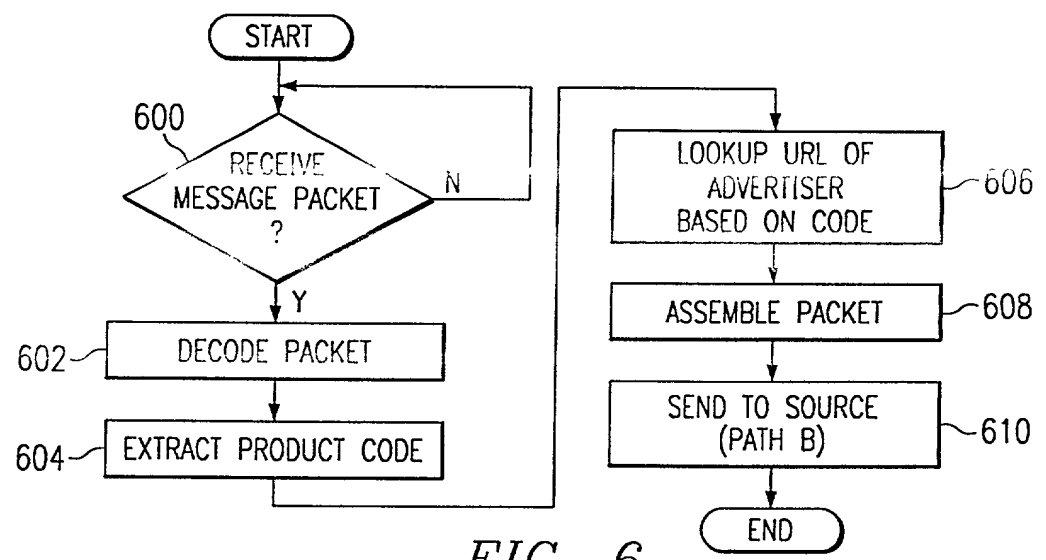 START
600
RECEIVE
MESSAGE PACKET
?
N
Y
602
DECODE PACKET
604
EXTRACT PRODUCT CODE
LOOKUP URL OF
ADVERTISER
BASED ON CODE
606
ASSEMBLE PACKET
608
SEND TO SOURCE
(PATH B)
610
END
FIG. 6